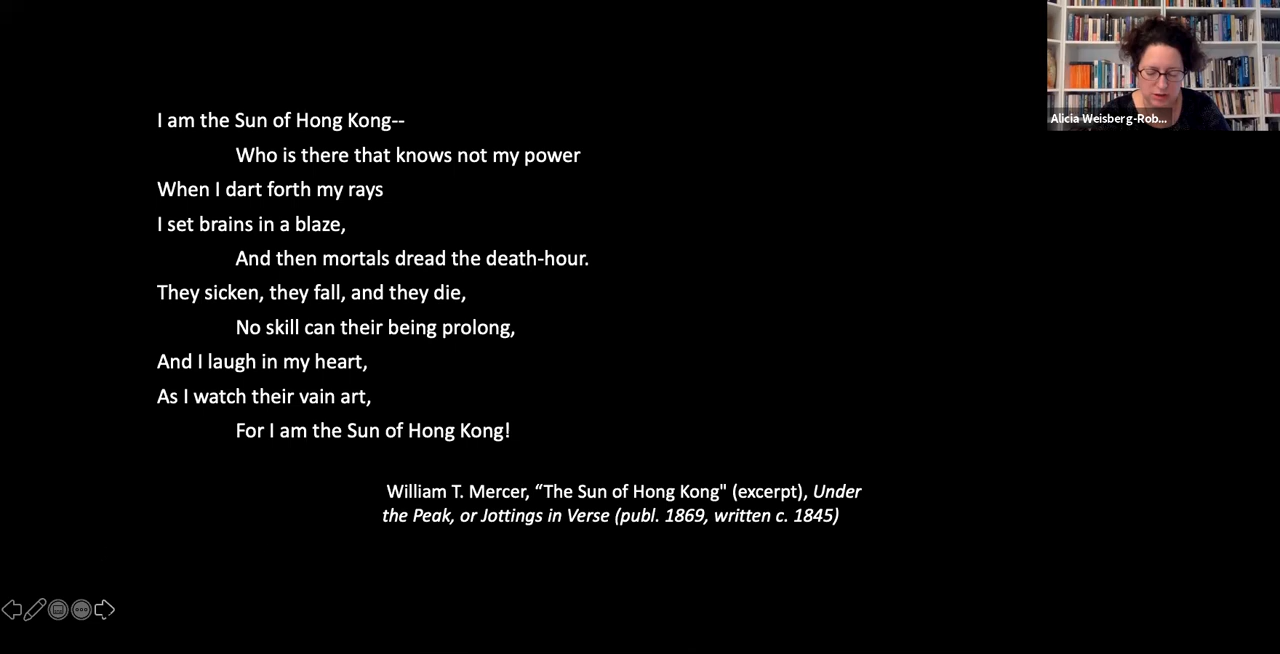 I am the Sun of Hong Kong--
Who is there that knows not my power
When I dart forth my rays
I set brains in a blaze,
And then mortals dread the death-hour.
They sicken, they fall, and they die,
No skill can their being prolong,
And I laugh in my heart,
As I watch their vain art,
For I am the Sun of Hong Kong!
William T. Mercer, “The Sun of Hong Kong" (excerpt), Under
the Peak, or Jottings in Verse (publ. 1869, written c. 1845)
Alicia Weisberg-Rob...